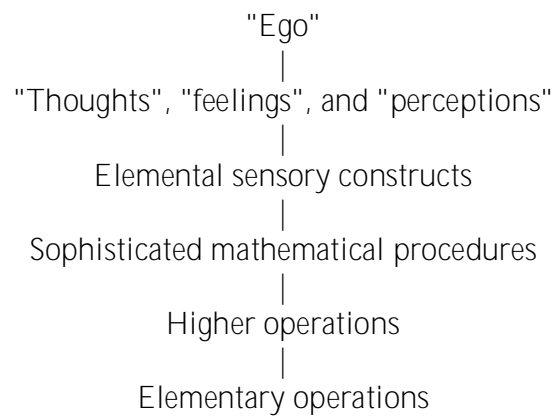 "Ego"
"Thoughts", "feelings", and "perceptions"
Elemental sensory constructs
Sophisticated mathematical procedures
Higher operations
Elementary operations